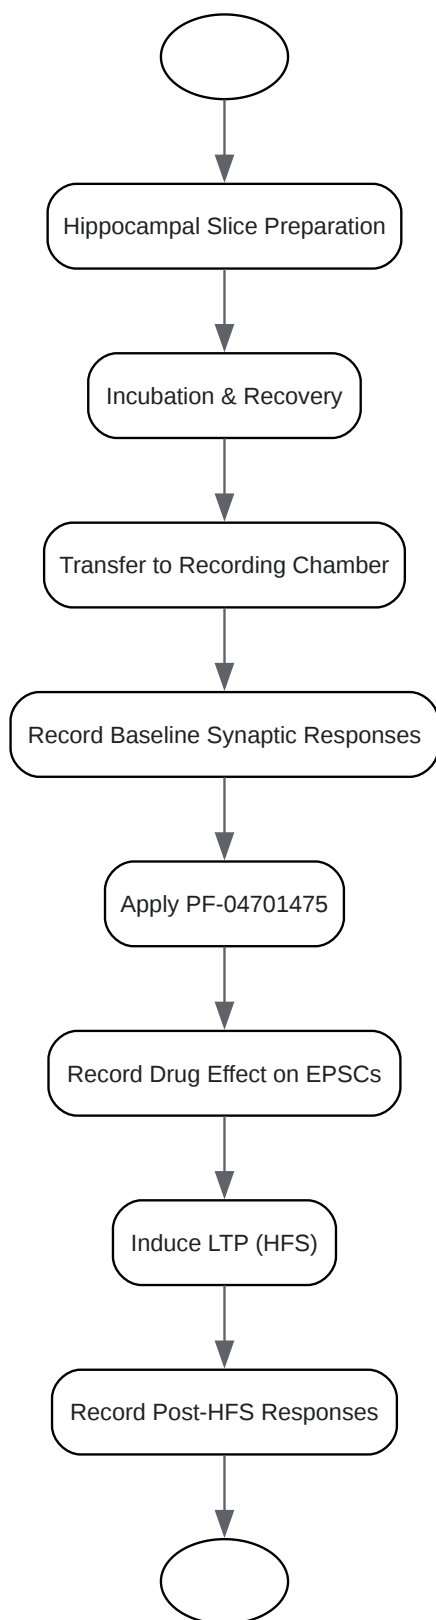 Hippocampal Slice Preparation
Incubation & Recovery
Transfer to Recording Chamber
Record Baseline Synaptic Responses
Apply PF-04701475
Record Drug Effect on EPSCs
Induce LTP (HFS)
Record Post-HFS Responses